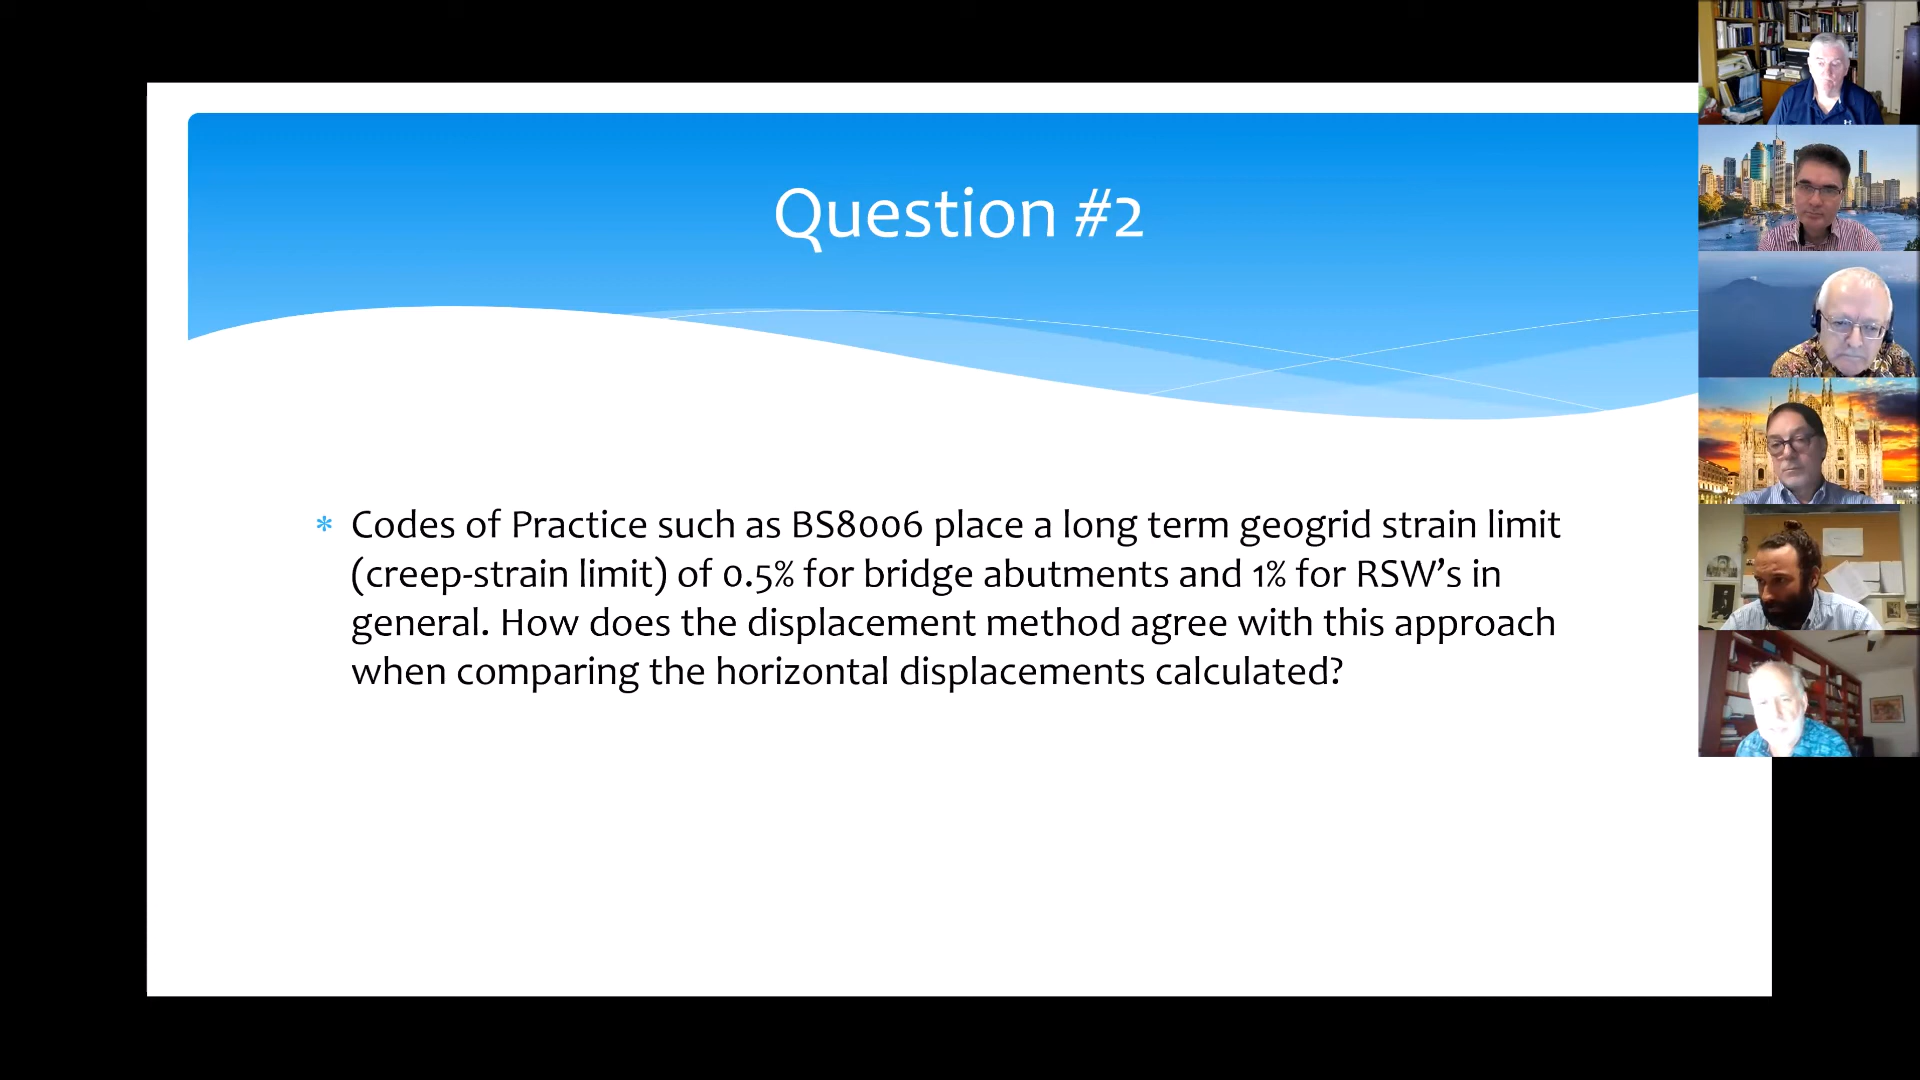 Question #2
* Codes of Practice such as BS8006 place a long term geogrid strain limit
(creep-strain limit) of 0.5% for bridge abutments and 1% for RSW’s in
general. How does the displacement method agree with this approach
when comparing the horizontal displacements calculated?